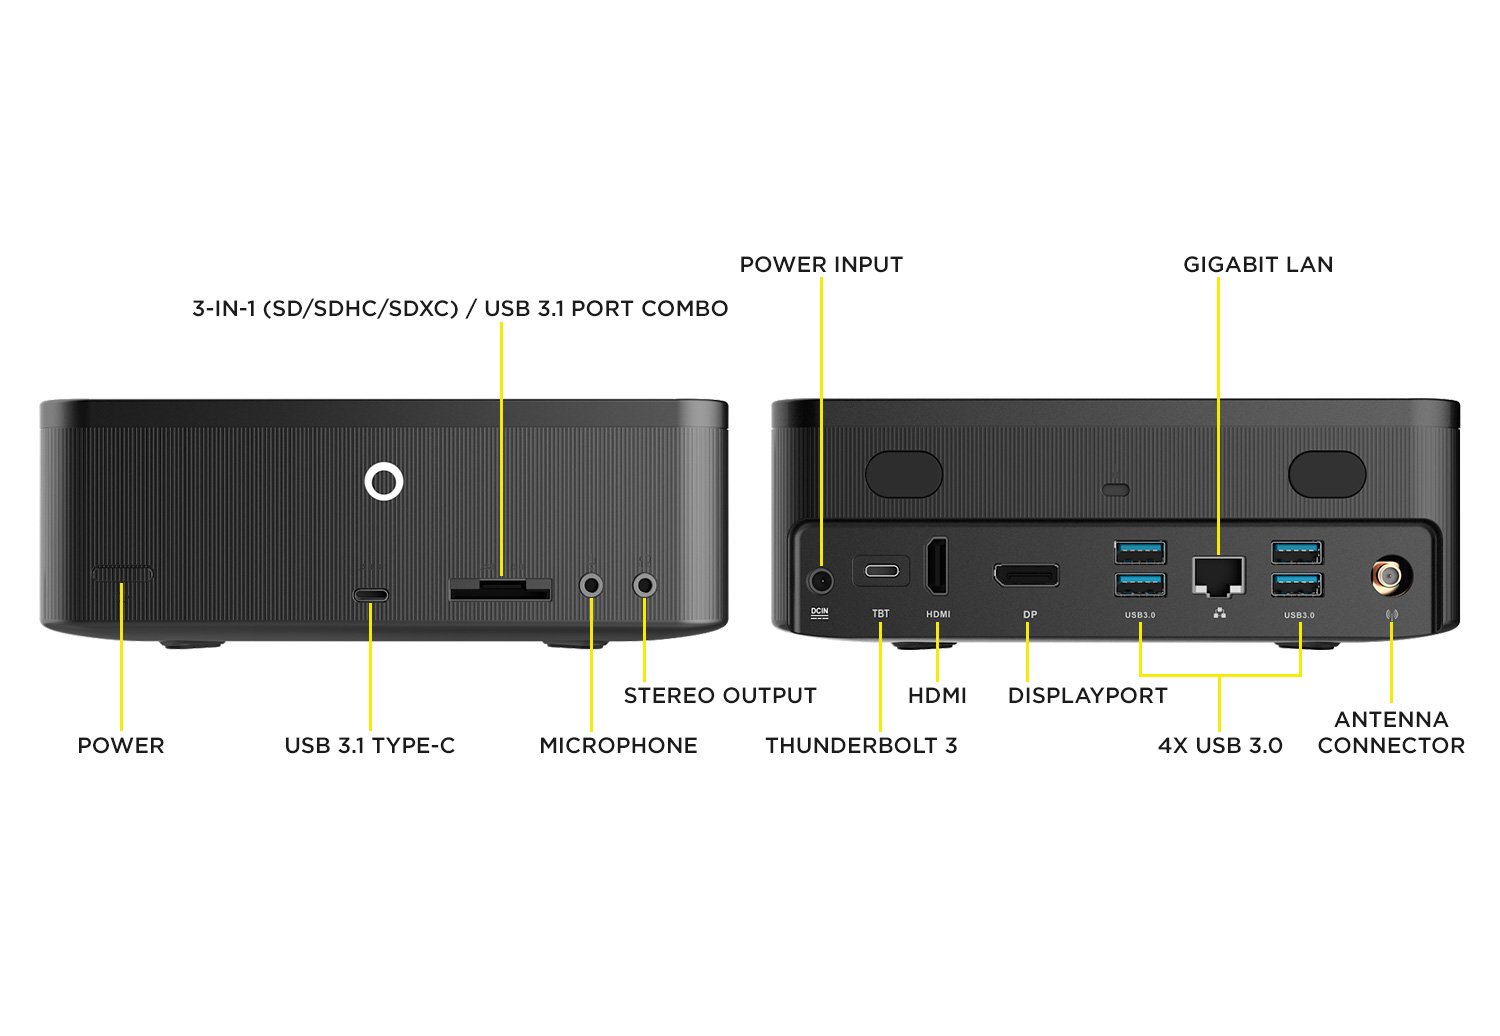 POWER INPUT
GIGABIT LAN
3-IN-1 (SD/SDHC/SDXC) / USB 3.1 PORT COMBO
DCIN
TBT
HDMI
DP
USB3.0
USB3.0
STEREO OUTPUT
HDMI
DISPLAYPORT
POWER
USB 3.1 TYPE-C
MICROPHONE
THUNDERBOLT 3
4X USB 3.0
ANTENNA
CONNECTOR